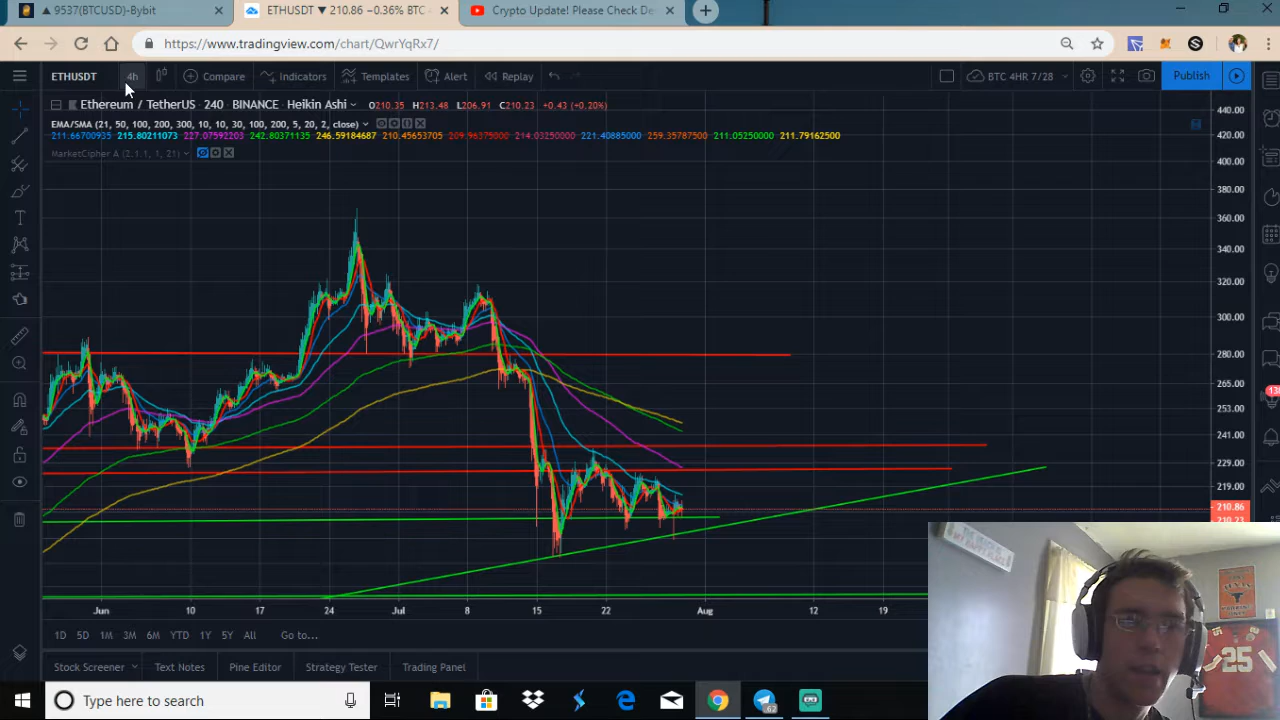 ▲ 9537(BTCUSD)-Bybit
ETHUSDT ▼ 210.86 −0.36% BTC
Crypto Update! Please Check De
https://www.tradingview.com/chart/QwrYqRx7/
ETHUSDT 4h Compare Indicators Templates Alert Replay BTC 4HR 7/28 Publish
Ethereum / TetherUS - 240 - BINANCE - Heikin Ashi O210.35 H213.48 L206.91 C210.23 +0.43 (+0.20%)
EMA/SMA (21, 50, 100, 200, 300, 10, 10, 30, 100, 200, 5, 20, 2, close)
211.66700935 215.80211073 227.07592203 242.80371135 246.59184687 210.45653705 209.96375000 214.03250000 221.40885000 259.35787500 211.05250000 211.79162500
MarketCipher A (2.1.1, 1, 21)
440.00
420.00
400.00
380.00
360.00
340.00
320.00
300.00
280.00
265.00
253.00
241.00
229.00
219.00
210.86
210.23
Jun 10 17 24 Jul 8 15 22 Aug 12 19
1D 5D 1M 3M 6M YTD 1Y 5Y All Go to...
Stock Screener Text Notes Pine Editor Strategy Tester Trading Panel
TEXAS
25
Type here to search
62